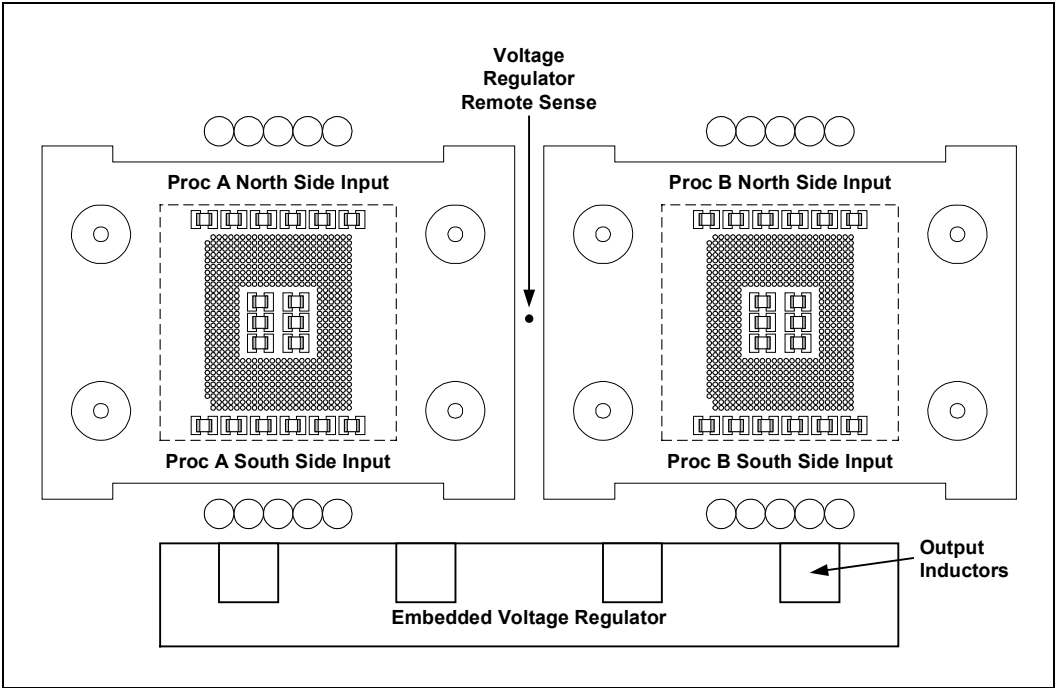 Voltage
Regulator
Remote Sense
Proc A North Side Input
Proc B North Side Input
Proc A South Side Input
Proc B South Side Input
Output
Inductors
Embedded Voltage Regulator